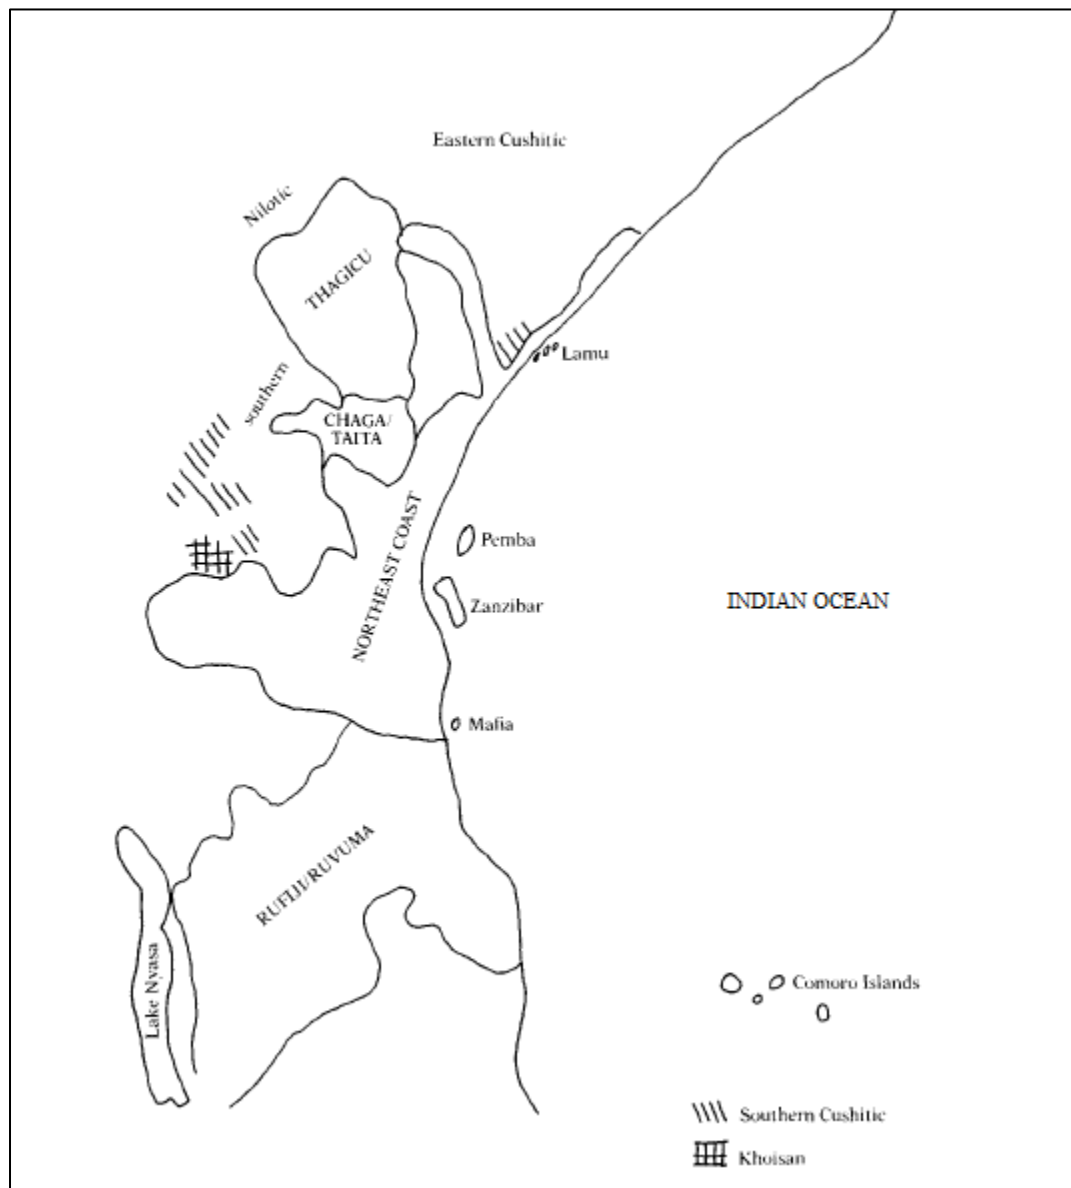 Eastern Cushitic
Nilotic
THAGICU
Lamu
southern
CHAGA/
TAITA
NORTHEAST COAST
Pemba
Zanzibar
INDIAN OCEAN
Mafia
RUFIJI/RUVUMA
Lake Nyasa
Comoro Islands
Southern Cushitic
Khoisan